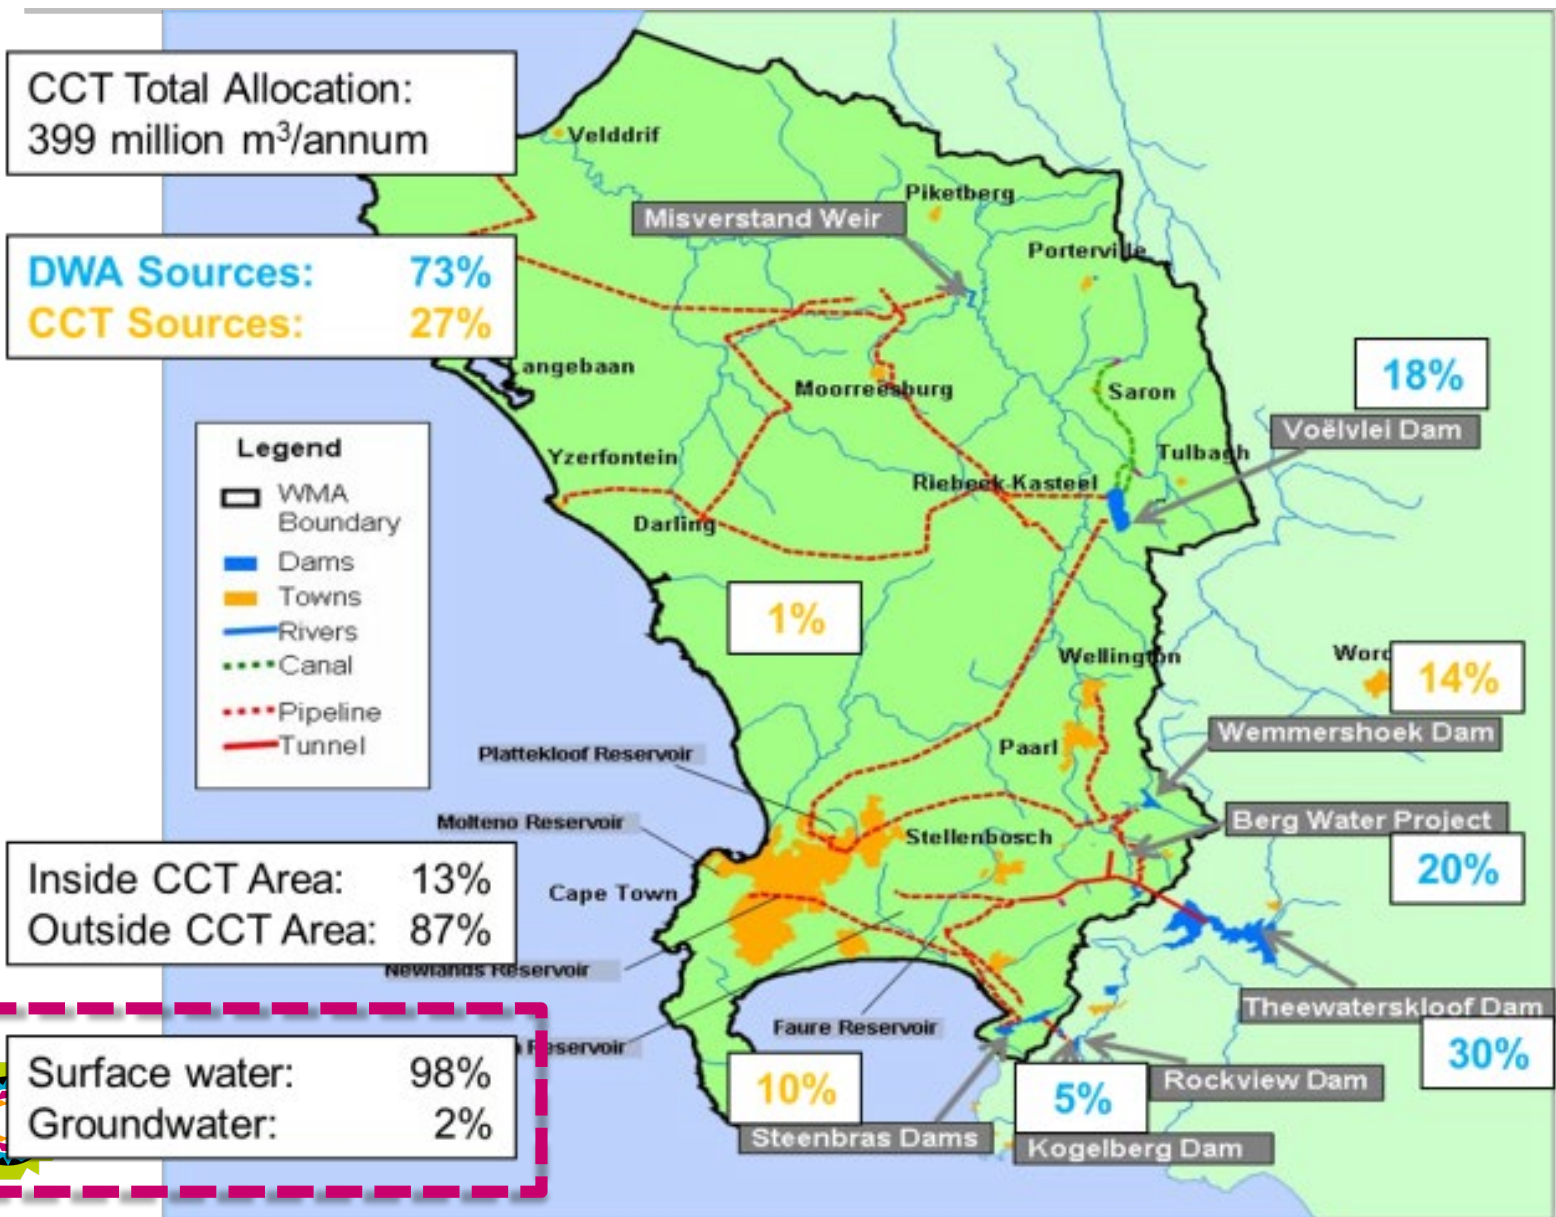 CCT Total Allocation:
399 million m³/annum
DWA Sources: 73%
CCT Sources: 27%
Velddrif
Piketberg
Misverstand Weir
Porterville
angebaan
Moorreesburg
Saron
18%
Voëlvlei Dam
Tulbagh
Yzerfontein
Riebeek-Kasteel
Darling
Legend
WMA
Boundary
Dams
Towns
Rivers
Canal
Pipeline
Tunnel
1%
Wellington
Worc
14%
Wemmershoek Dam
Paarl
Plattekloof Reservoir
Molteno Reservoir
Stellenbosch
Berg Water Project
20%
Inside CCT Area: 13%
Outside CCT Area: 87%
Cape Town
Newlands Reservoir
Theewaterskloof Dam
30%
Faure Reservoir
Reservoir
Surface water: 98%
Groundwater: 2%
10%
5%
Rockview Dam
Steenbras Dams
Kogelberg Dam